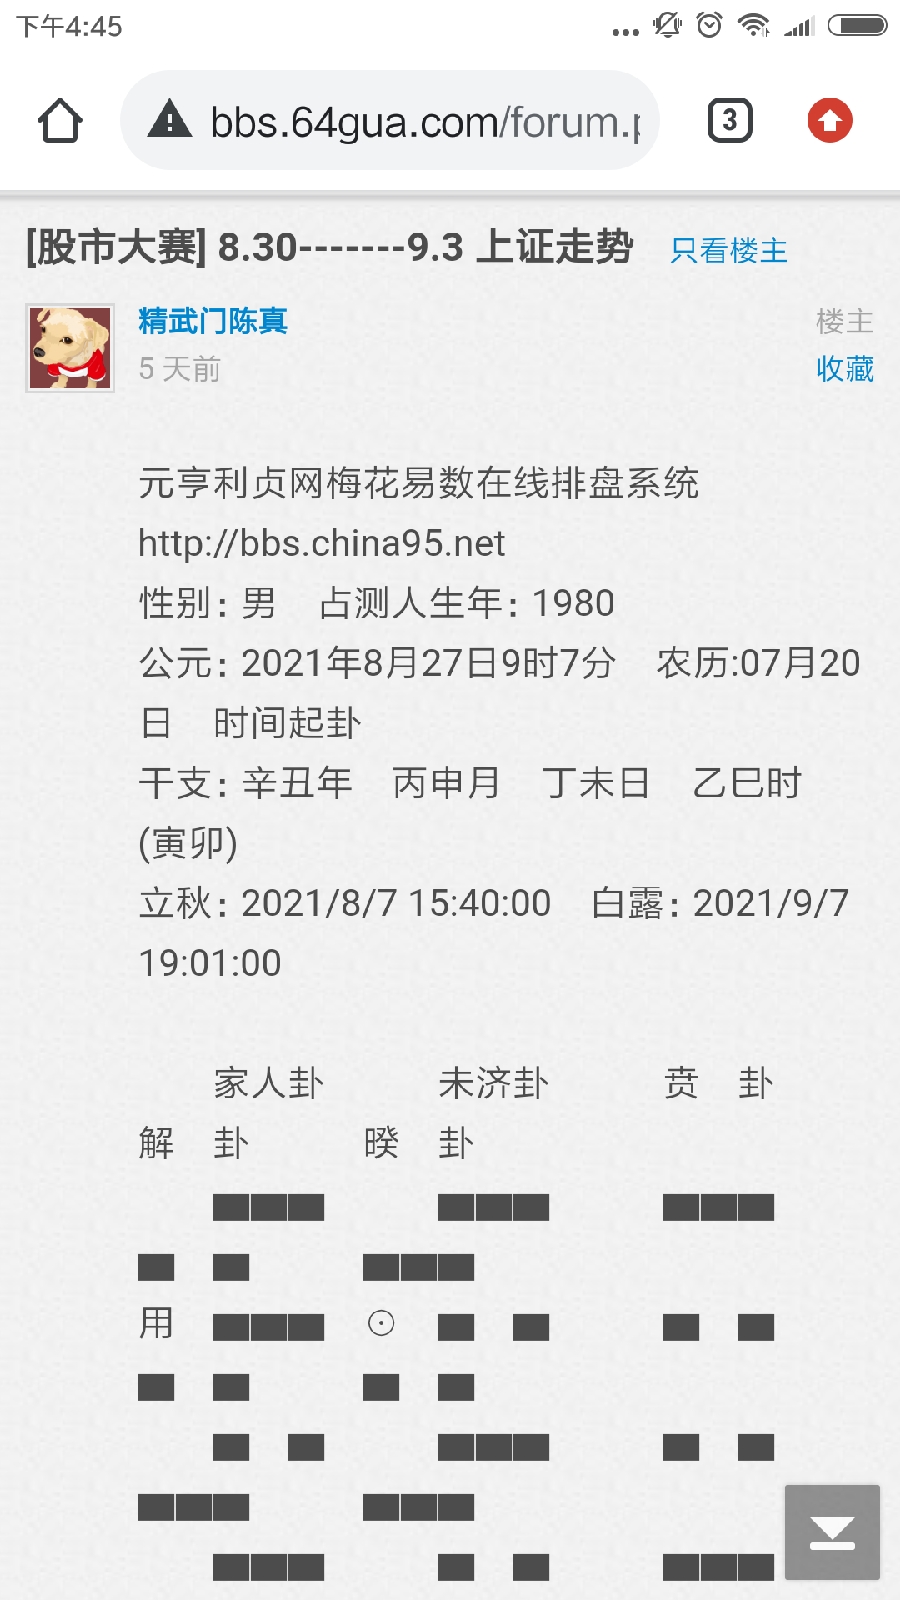 下午4:45
bbs.64gua.com/forum.p
3
[股市大赛] 8.30-------9.3 上证走势 只看楼主
精武门陈真 楼主
5 天前 收藏
元亨利贞网梅花易数在线排盘系统
http://bbs.china95.net
性别：男 占测人生年：1980
公元：2021年8月27日9时7分 农历:07月20
日 时间起卦
干支：辛丑年 丙申月 丁未日 乙巳时
(寅卯)
立秋：2021/8/7 15:40:00 白露：2021/9/7
19:01:00
家人卦 未济卦 贲 卦
解 卦 暌 卦
用 ⊙